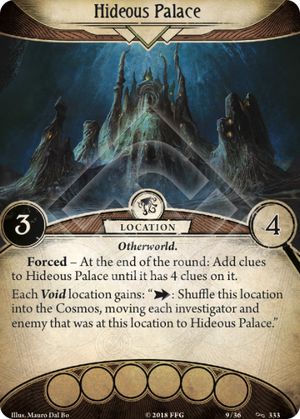 Hideous Palace
3
4
LOCATION
Otherworld.
Forced – At the end of the round: Add clues
to Hideous Palace until it has 4 clues on it.
Each Void location gains: “ : Shuffle this location
into the Cosmos, moving each investigator and
enemy that was at this location to Hideous Palace.”
Illus. Mauro Dal Bo © 2018 FFG 9/36 333